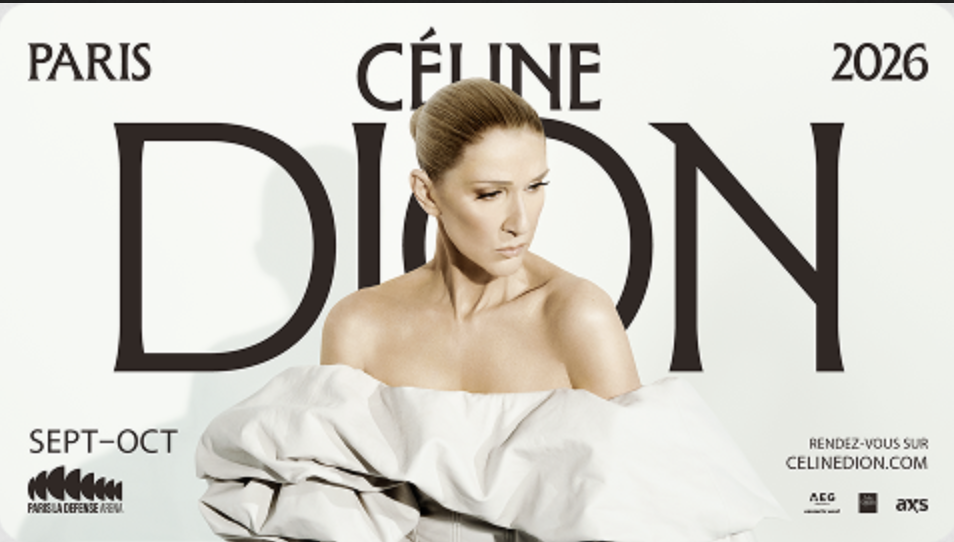 PARIS
CÉLINE
2026
DION
SEPT–OCT
PARIS LA DEFENSE ARENA
RENDEZ-VOUS SUR
CELINEDION.COM
AEG
axs